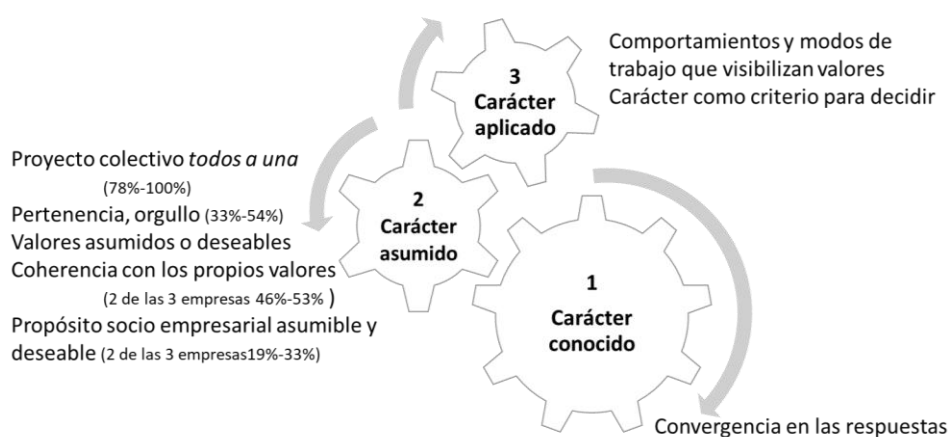 3
Carácter
aplicado
Comportamientos y modos de
trabajo que visibilizan valores
Carácter como criterio para decidir
Proyecto colectivo todos a una
(78%-100%)
Pertenencia, orgullo (33%-54%)
Valores asumidos o deseables
Coherencia con los propios valores
(2 de las 3 empresas 46%-53% )
Propósito socio empresarial asumible y
deseable (2 de las 3 empresas19%-33%)
2
Carácter
asumido
1
Carácter
conocido
Convergencia en las respuestas